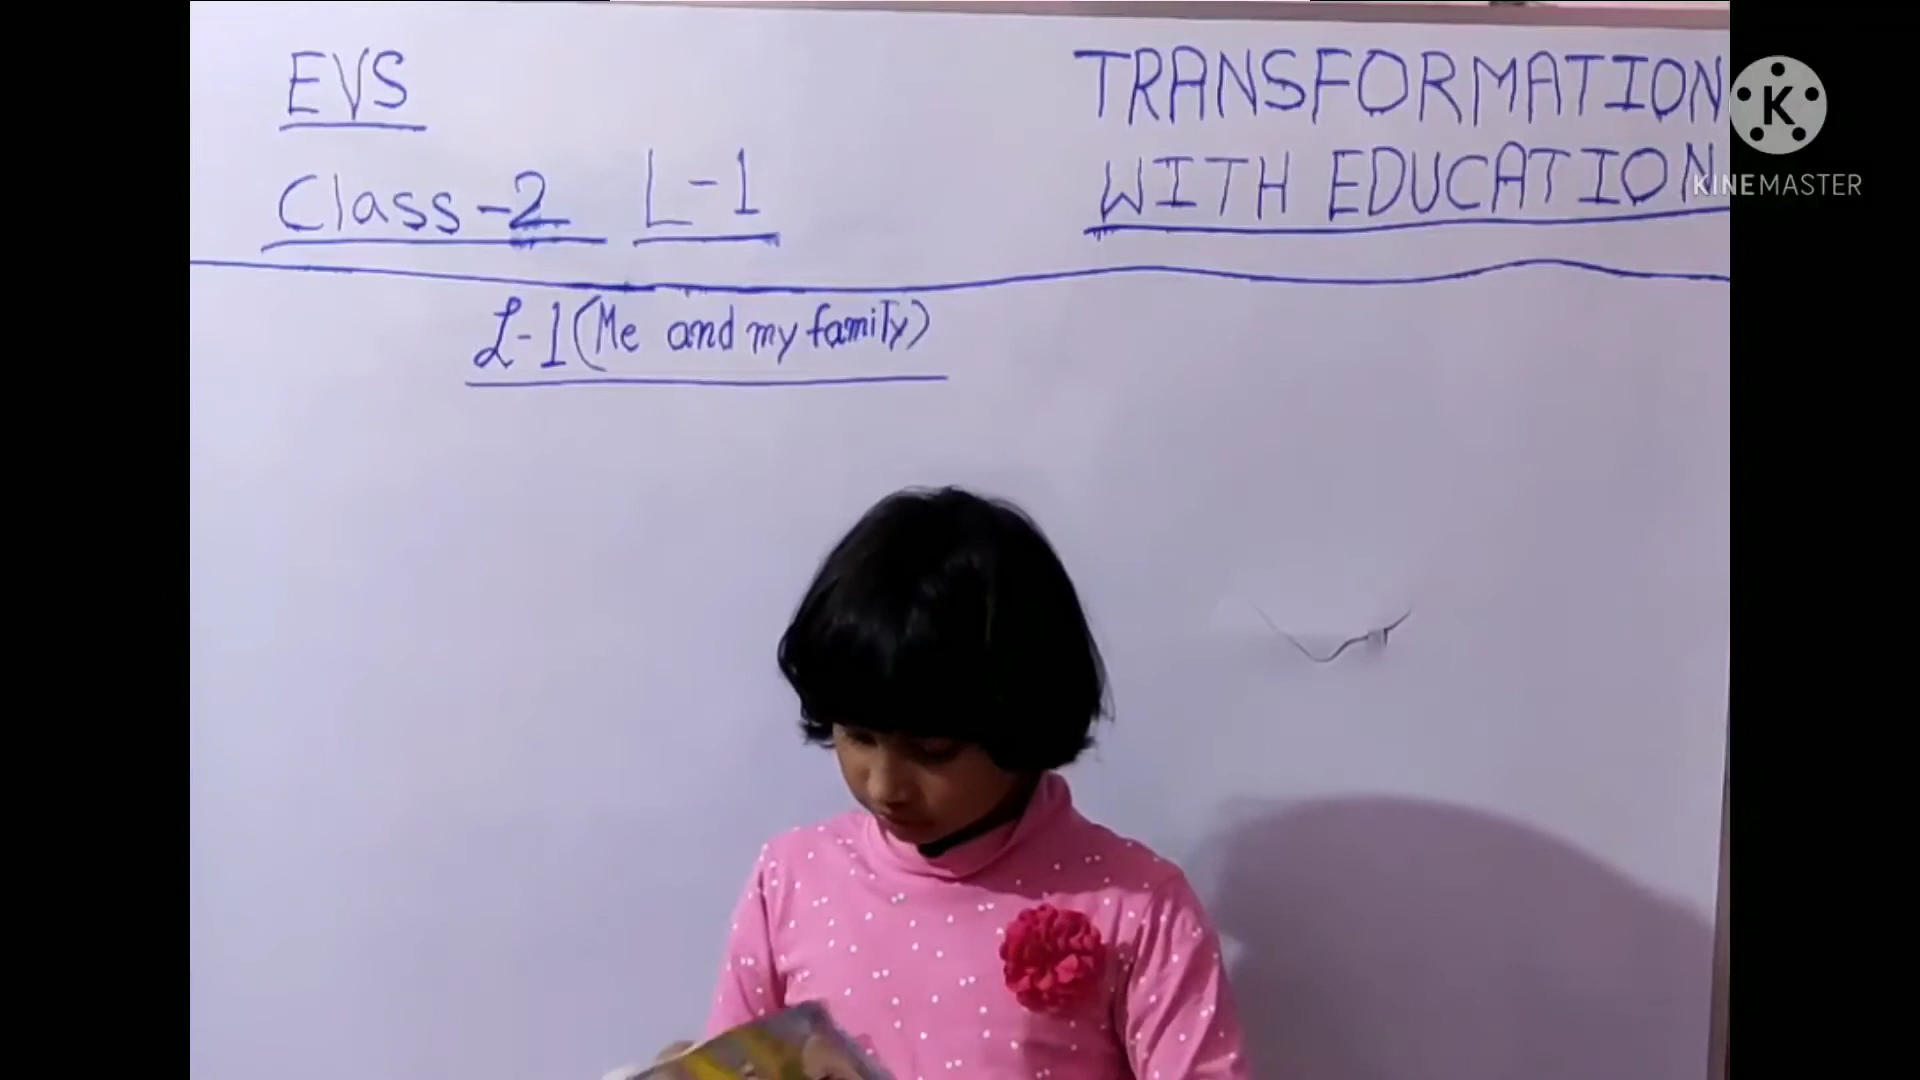 EVS
Class-2 L-1
TRANSFORMATION
WITH EDUCATION
L-1 (Me and my family)
K
KINEMASTER